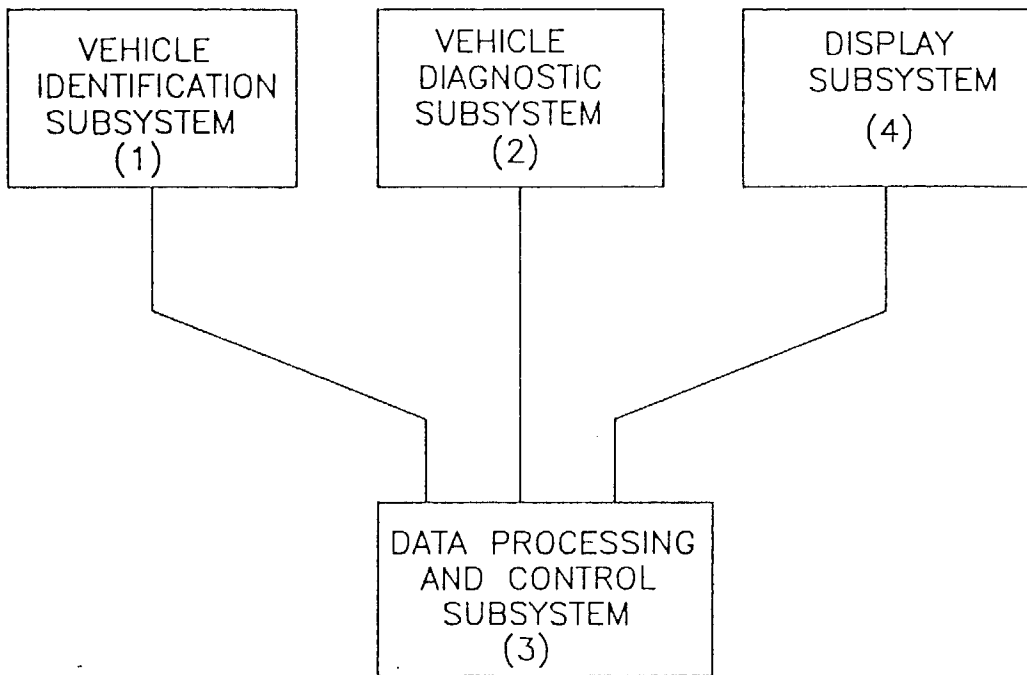 VEHICLE
IDENTIFICATION
SUBSYSTEM
(1)
VEHICLE
DIAGNOSTIC
SUBSYSTEM
(2)
DISPLAY
SUBSYSTEM
(4)
DATA PROCESSING
AND CONTROL
SUBSYSTEM
(3)